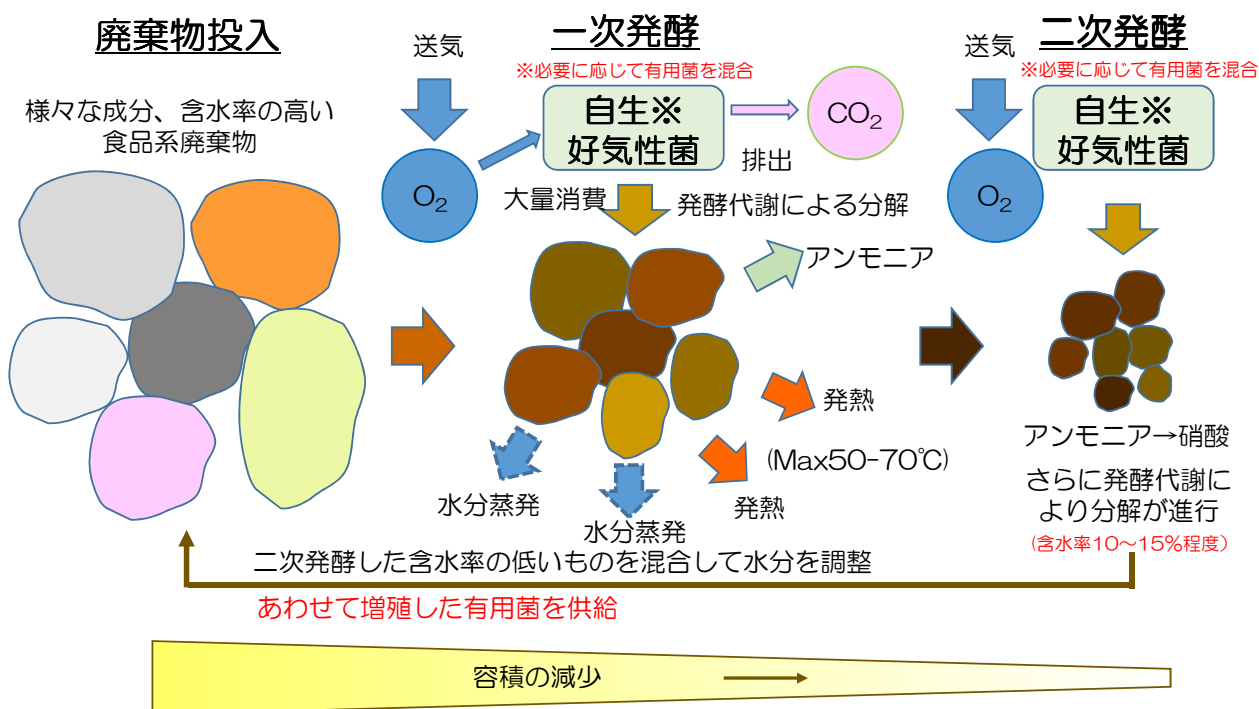 廃棄物投入
様々な成分、含水率の高い
食品系廃棄物
送気
O₂
大量消費
一次発酵
※必要に応じて有用菌を混合
自生※
好気性菌
CO₂
排出
発酵代謝による分解
アンモニア
発熱
(Max50-70℃)
発熱
水分蒸発
水分蒸発
送気
O₂
二次発酵
※必要に応じて有用菌を混合
自生※
好気性菌
アンモニア→硝酸
さらに発酵代謝に
より分解が進行
(含水率10～15%程度)
二次発酵した含水率の低いものを混合して水分を調整
あわせて増殖した有用菌を供給
容積の減少